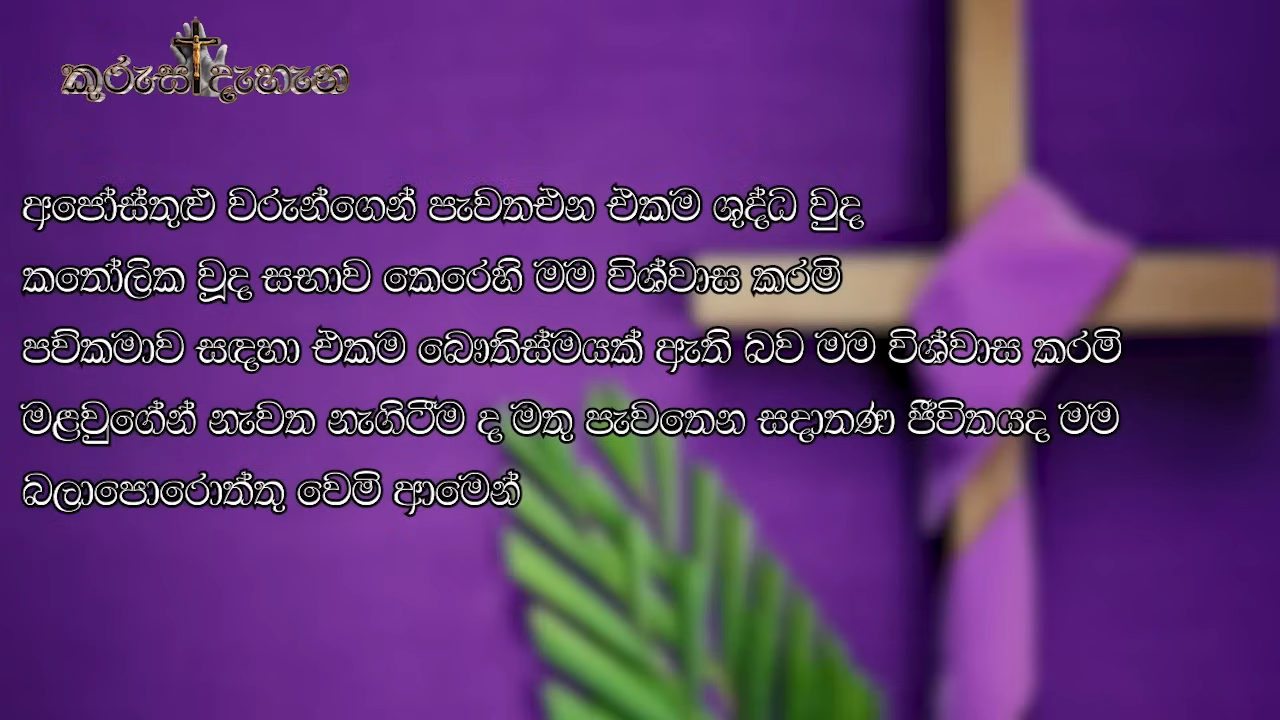 කුරුස දැහැන
අපෝස්තුළු වරුන්ගෙන් පැවතඑන එකම ශුද්ධ වුද
කතෝලික වූද සභාව කෙරෙහි මම විශ්වාස කරමි
පව්කමාව සඳහා එකම බෞතිස්මයක් ඇති බව මම විශ්වාස කරමි
මළවුගේන් නැවත නැගිටීම ද මතු පැවතෙන සදාතණ ජීවිතයද මම
බලාපොරොත්තු වෙමි ආමෙන්